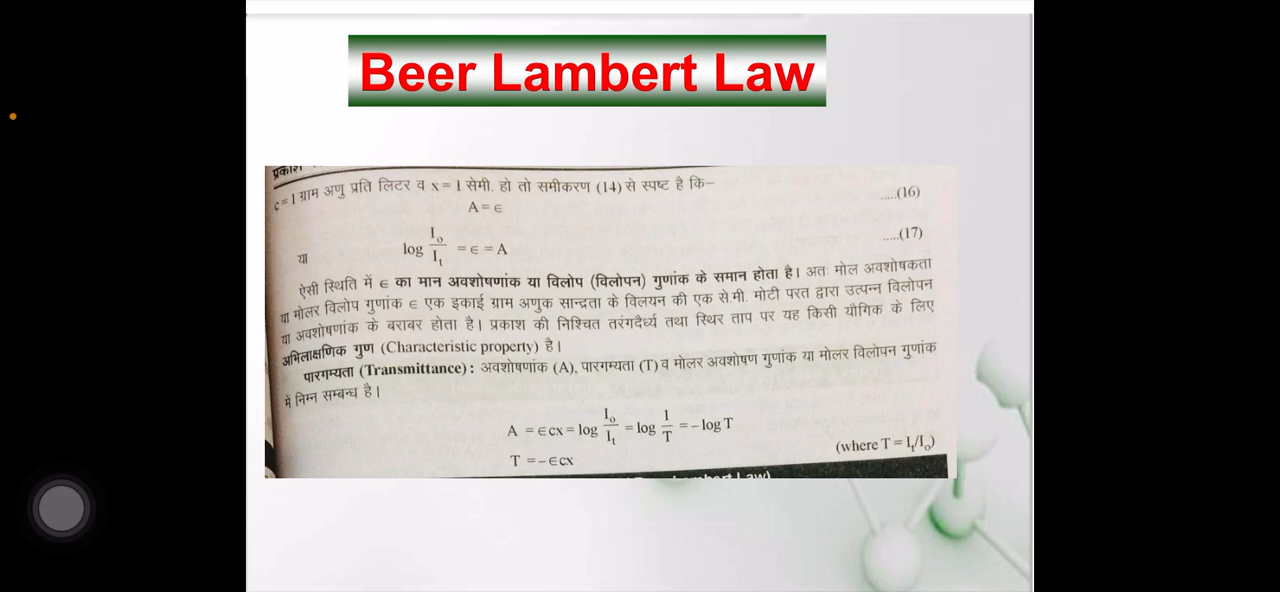 Beer Lambert Law
प्रकाश
c = 1 ग्राम अणु प्रति लिटर व x = 1 सेमी. हो तो समीकरण (14) से स्पष्ट है कि–
A = ∈ .....(16)
या log I₀/Iₜ = ∈ = A .....(17)
ऐसी स्थिति में ∈ का मान अवशोषणांक या विलोप (विलोपन) गुणांक के समान होता है। अतः मोल अवशोषकता
या मोलर विलोप गुणांक ∈ एक इकाई ग्राम अणुक सान्द्रता के विलयन की एक से.मी. मोटी परत द्वारा उत्पन्न विलोपन
या अवशोषणांक के बराबर होता है। प्रकाश की निश्चित तरंगदैर्ध्य तथा स्थिर ताप पर यह किसी यौगिक के लिए
अभिलाक्षणिक गुण (Characteristic property) है।
पारगम्यता (Transmittance) : अवशोषणांक (A), पारगम्यता (T) व मोलर अवशोषण गुणांक या मोलर विलोपन गुणांक
में निम्न सम्बन्ध है।
A = ∈cx = log I₀/Iₜ = log 1/T = – log T
T = – ∈cx (where T = Iₜ/I₀)
Law)